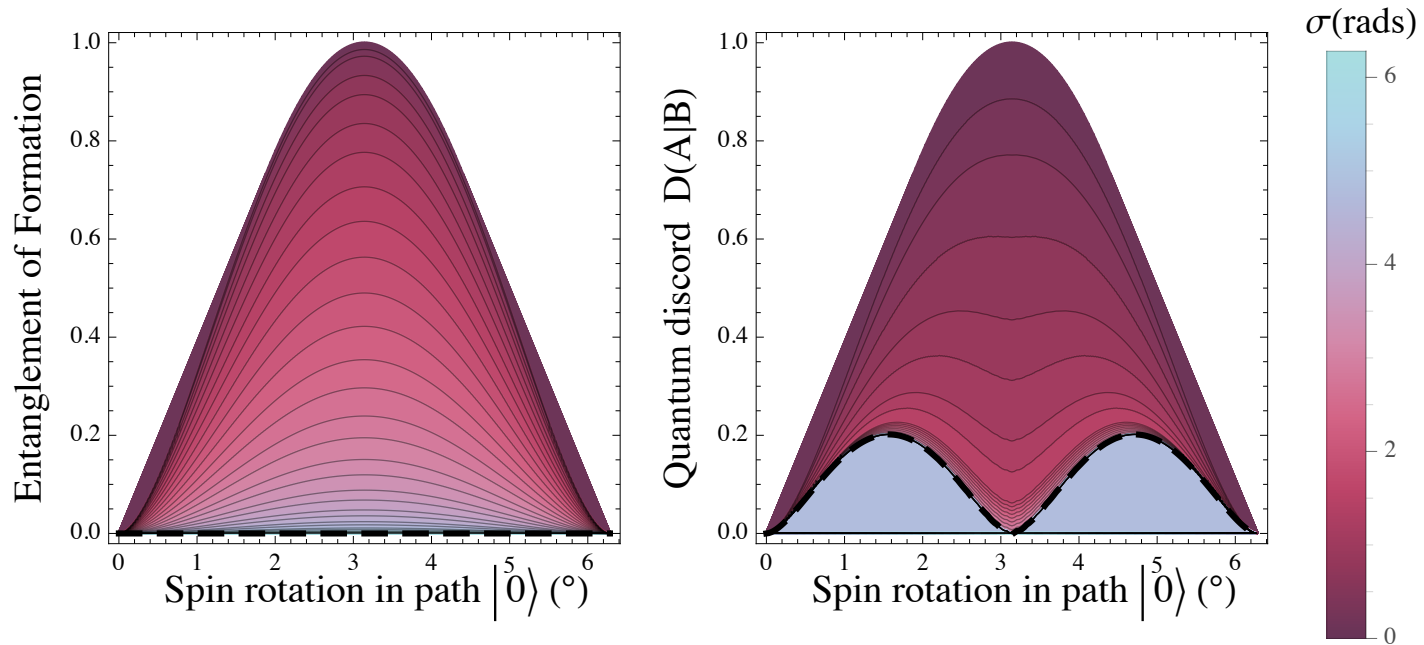 σ(rads)
Entanglement of Formation
1.0
0.8
0.6
0.4
0.2
0.0
0 1 2 3 4 5 6
Spin rotation in path |0⟩ (°)
Quantum discord D(A|B)
1.0
0.8
0.6
0.4
0.2
0.0
0 1 2 3 4 5 6
Spin rotation in path |0⟩ (°)
6
4
2
0